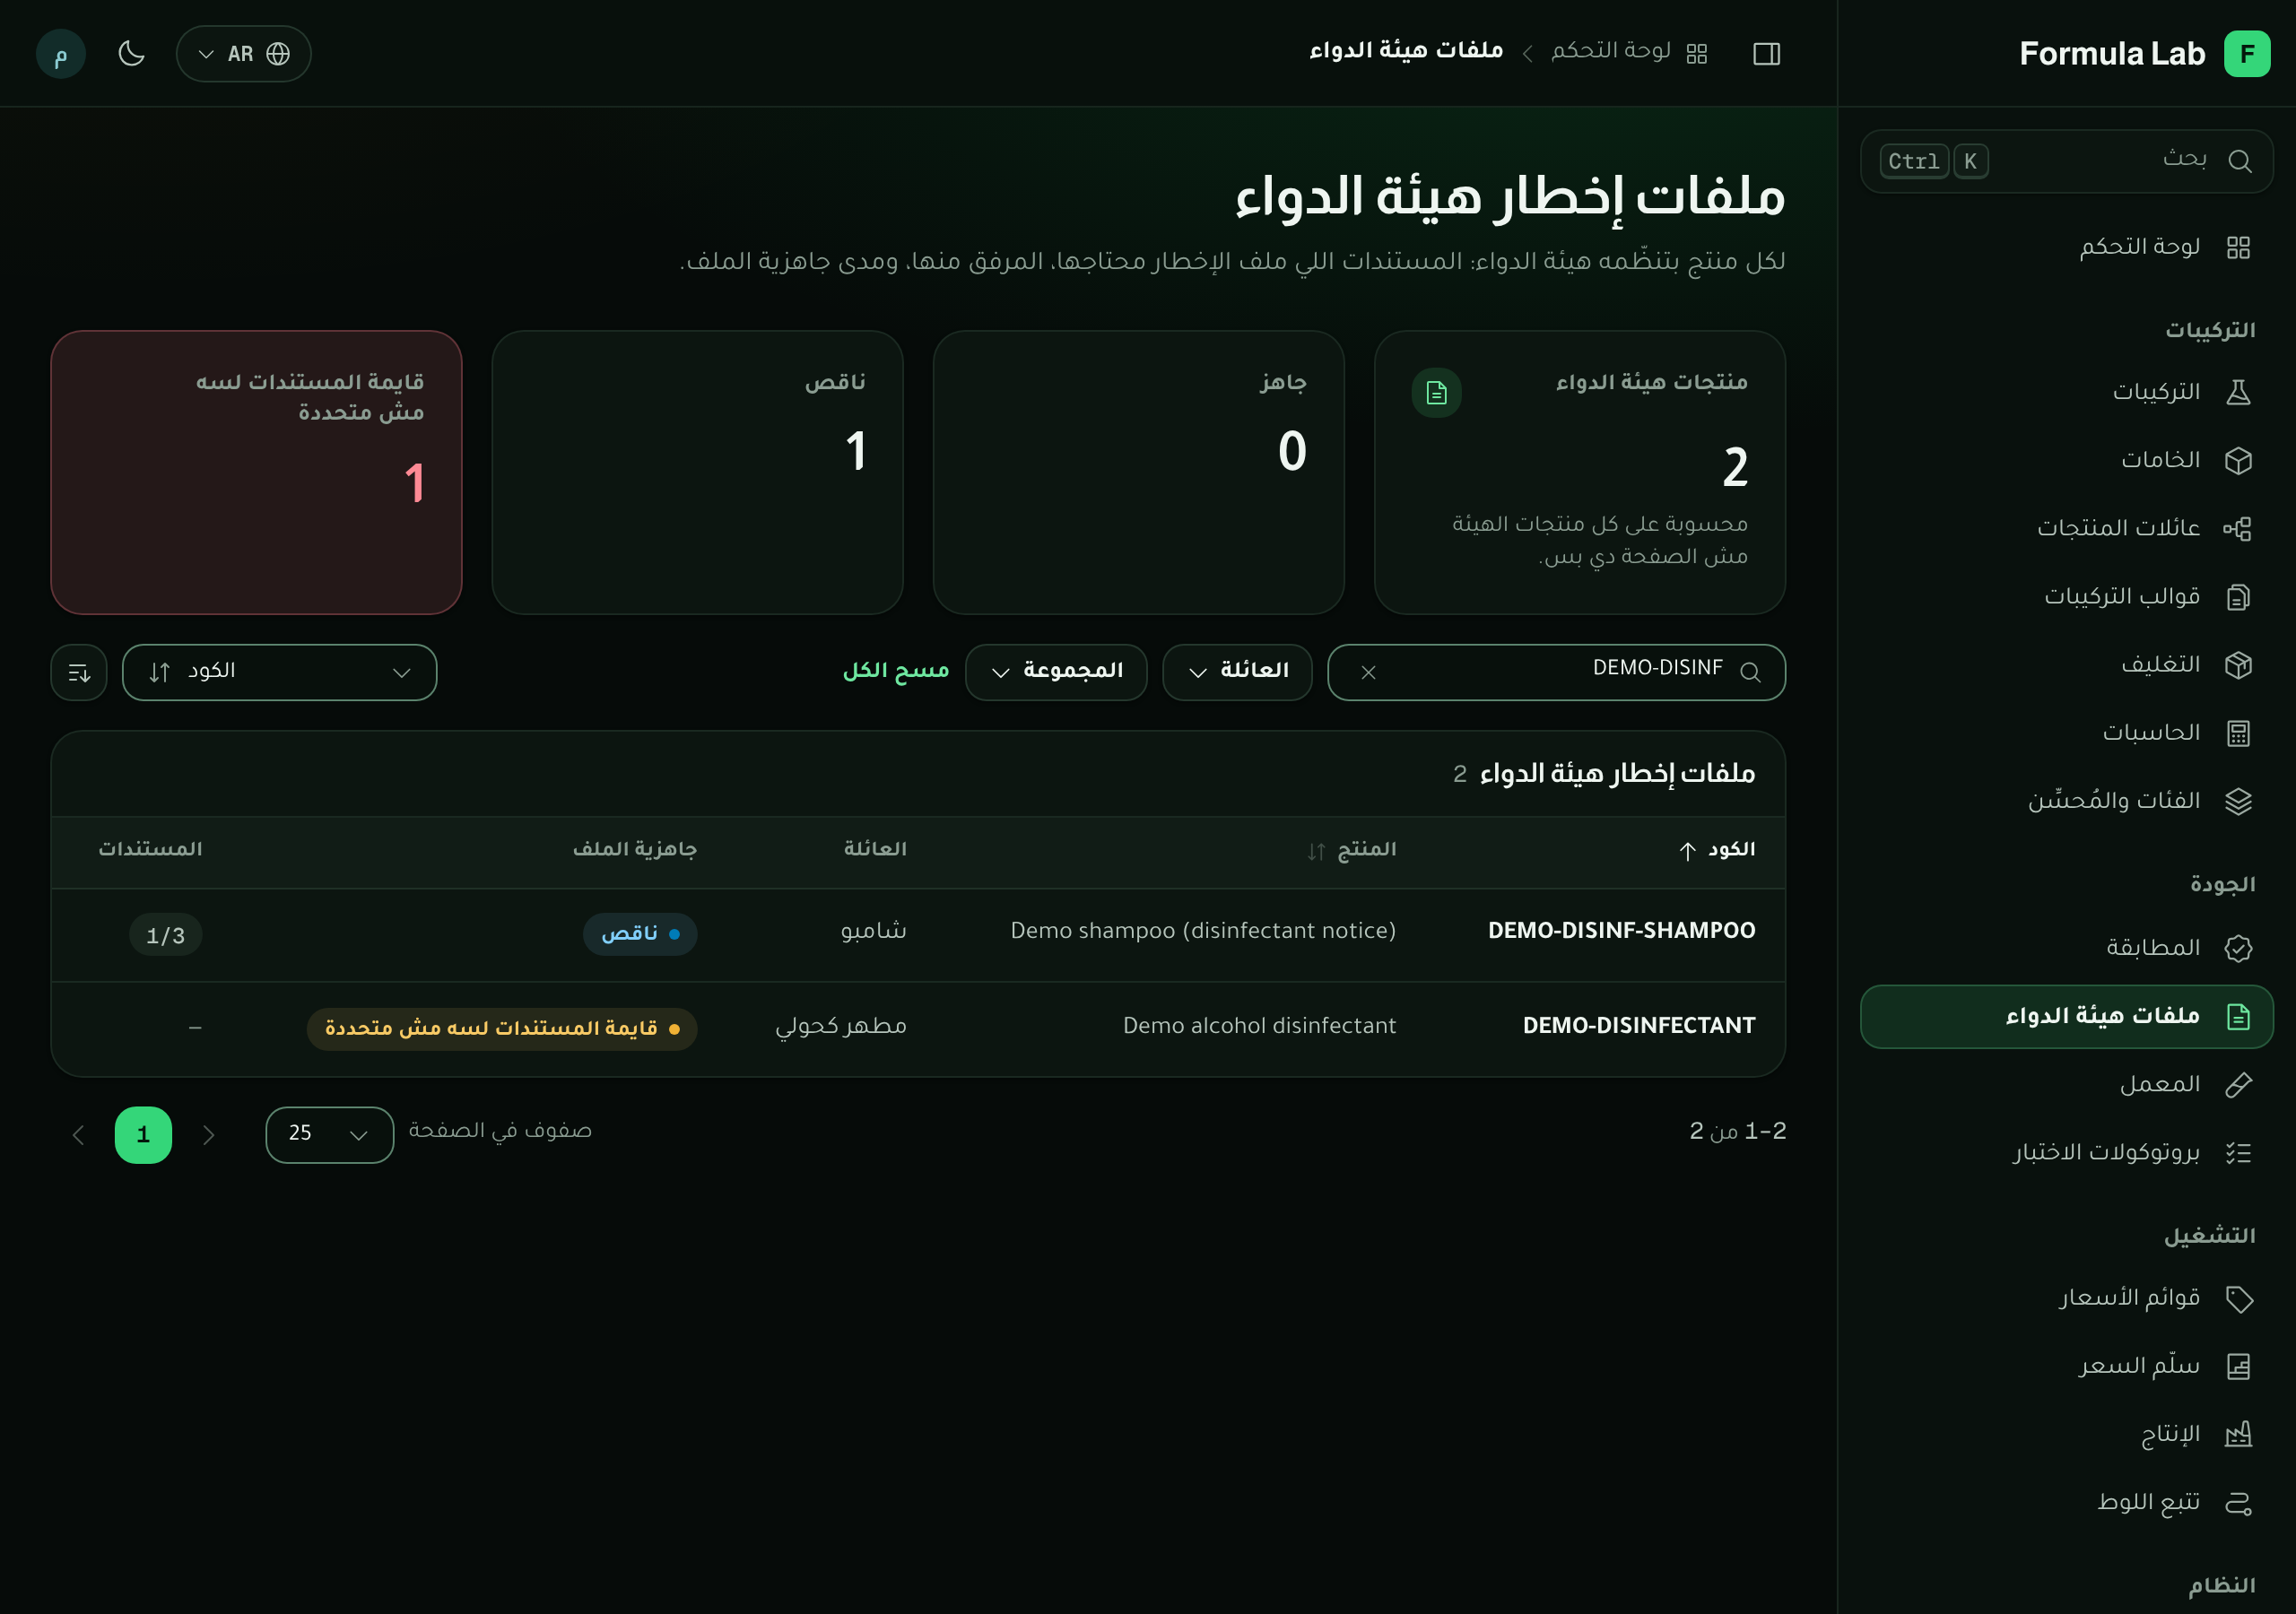 F Formula Lab
بحث
Ctrl K
لوحة التحكم
التركيبات
التركيبات
الخامات
عائلات المنتجات
قوالب التركيبات
التغليف
الحاسبات
الفئات والمُحسِّن
الجودة
المطابقة
ملفات هيئة الدواء
المعمل
بروتوكولات الاختبار
التشغيل
قوائم الأسعار
سلّم السعر
الإنتاج
تتبع اللوط
النظام
لوحة التحكم
ملفات هيئة الدواء
AR
م
ملفات إخطار هيئة الدواء
لكل منتج بتنظّمه هيئة الدواء: المستندات اللي ملف الإخطار محتاجها، المرفق منها، ومدى جاهزية الملف.
منتجات هيئة الدواء
2
محسوبة على كل منتجات الهيئة
مش الصفحة دي بس.
جاهز
0
ناقص
1
قايمة المستندات لسه
مش متحددة
1
DEMO-DISINF
العائلة
المجموعة
مسح الكل
الكود
ملفات إخطار هيئة الدواء 2
الكود المنتج العائلة جاهزية الملف المستندات
DEMO-DISINF-SHAMPOO Demo shampoo (disinfectant notice) شامبو ناقص 1/3
DEMO-DISINFECTANT Demo alcohol disinfectant مطهر كحولي قايمة المستندات لسه مش متحددة –
1–2 من 2
صفوف في الصفحة
25
1